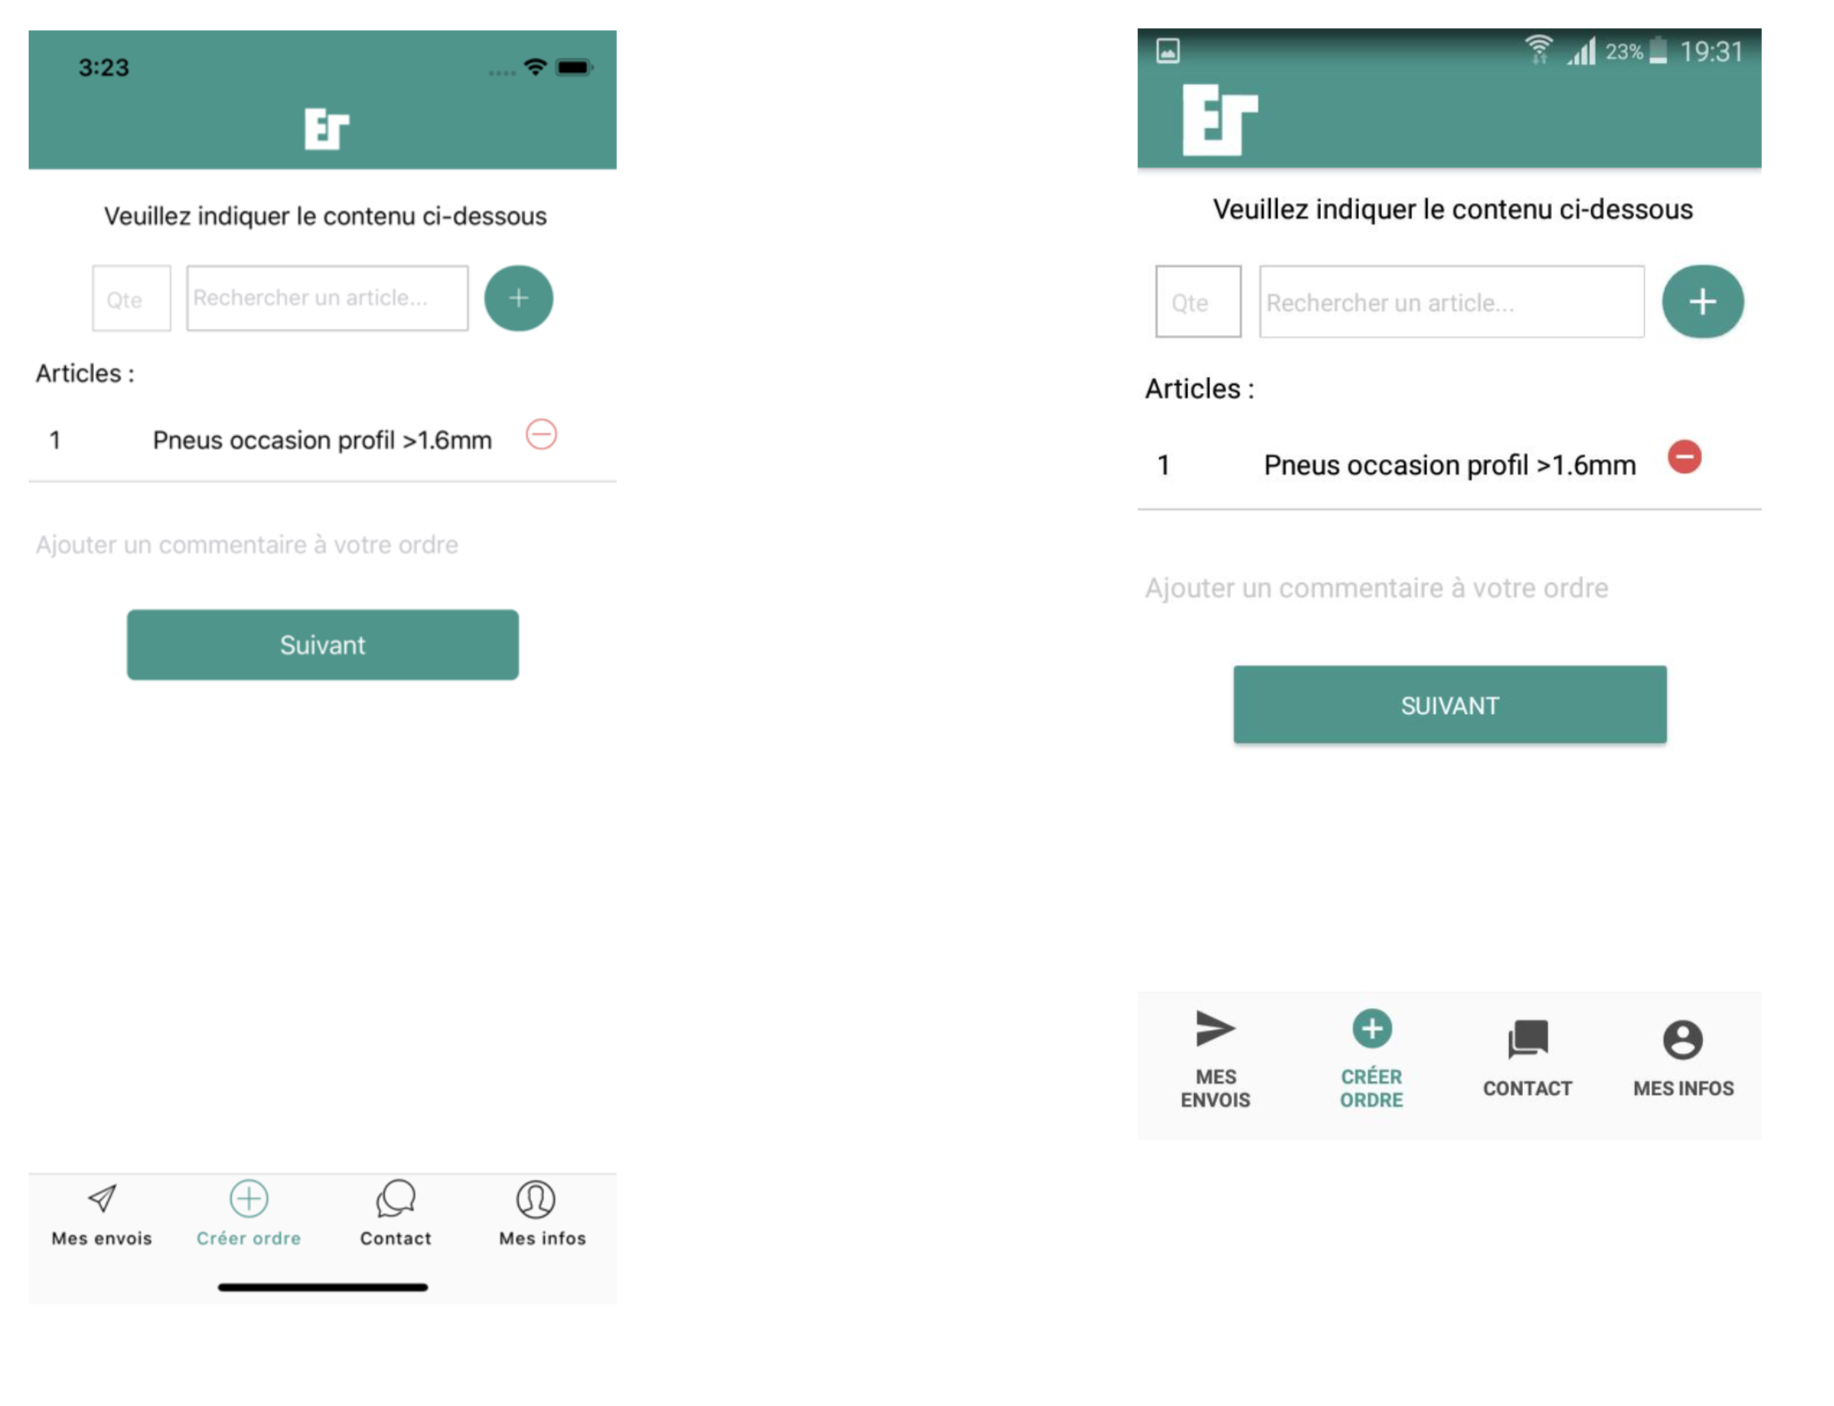 3:23
Er
Veuillez indiquer le contenu ci-dessous
Qte
Rechercher un article...
+
Articles :
1 Pneus occasion profil >1.6mm
Ajouter un commentaire à votre ordre
Suivant
Mes envois
Créer ordre
Contact
Mes infos
23% 19:31
Er
Veuillez indiquer le contenu ci-dessous
Qte
Rechercher un article...
+
Articles :
1 Pneus occasion profil >1.6mm
Ajouter un commentaire à votre ordre
SUIVANT
MES
ENVOIS
CRÉER
ORDRE
CONTACT
MES INFOS